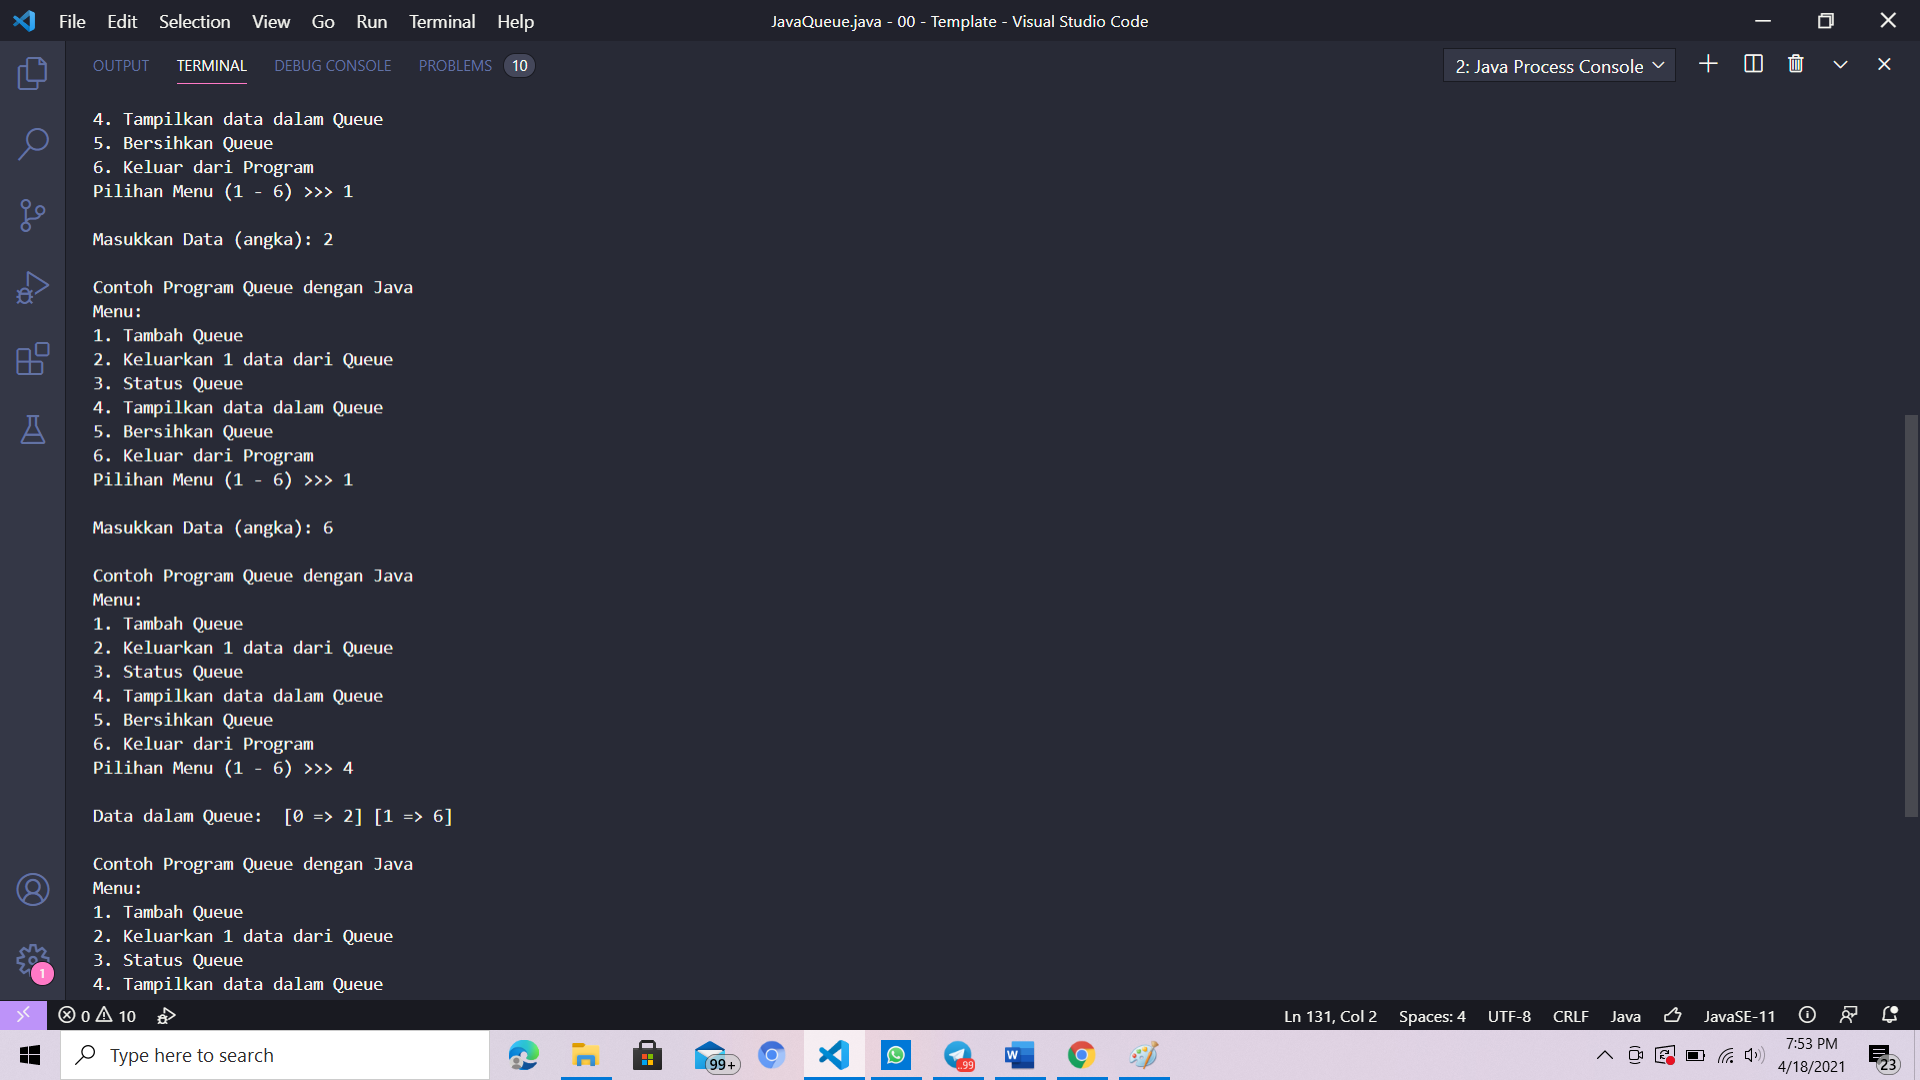 File Edit Selection View Go Run Terminal Help
JavaQueue.java - 00 - Template - Visual Studio Code
OUTPUT TERMINAL DEBUG CONSOLE PROBLEMS 10
2: Java Process Console
4. Tampilkan data dalam Queue
5. Bersihkan Queue
6. Keluar dari Program
Pilihan Menu (1 - 6) >>> 1
Masukkan Data (angka): 2
Contoh Program Queue dengan Java
Menu:
1. Tambah Queue
2. Keluarkan 1 data dari Queue
3. Status Queue
4. Tampilkan data dalam Queue
5. Bersihkan Queue
6. Keluar dari Program
Pilihan Menu (1 - 6) >>> 1
Masukkan Data (angka): 6
Contoh Program Queue dengan Java
Menu:
1. Tambah Queue
2. Keluarkan 1 data dari Queue
3. Status Queue
4. Tampilkan data dalam Queue
5. Bersihkan Queue
6. Keluar dari Program
Pilihan Menu (1 - 6) >>> 4
Data dalam Queue:  [0 => 2] [1 => 6]
Contoh Program Queue dengan Java
Menu:
1. Tambah Queue
2. Keluarkan 1 data dari Queue
3. Status Queue
4. Tampilkan data dalam Queue
1
0 10
Ln 131, Col 2 Spaces: 4 UTF-8 CRLF Java JavaSE-11
Type here to search
99+
..99
7:53 PM
4/18/2021
23